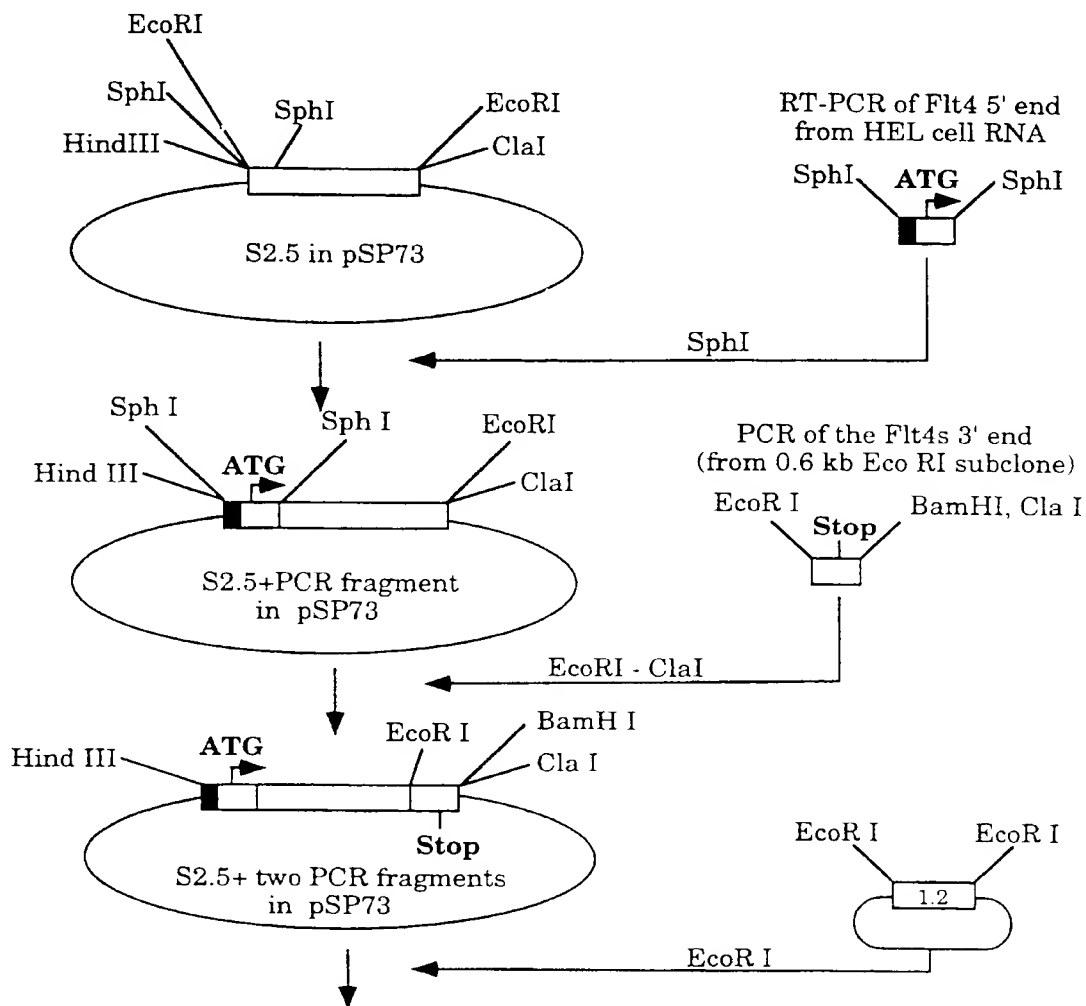 EcoRI
SphI
SphI
EcoRI
HindIII
ClaI
S2.5 in pSP73
RT-PCR of Flt4 5' end
from HEL cell RNA
SphI
ATG
SphI
SphI
Sph I
Sph I
EcoRI
Hind III
ATG
ClaI
S2.5+PCR fragment
in pSP73
PCR of the Flt4s 3' end
(from 0.6 kb Eco RI subclone)
EcoR I
BamHI, Cla I
Stop
EcoRI - ClaI
Hind III
ATG
EcoR I
BamH I
Cla I
Stop
S2.5+ two PCR fragments
in pSP73
EcoR I
EcoR I
1.2
EcoR I